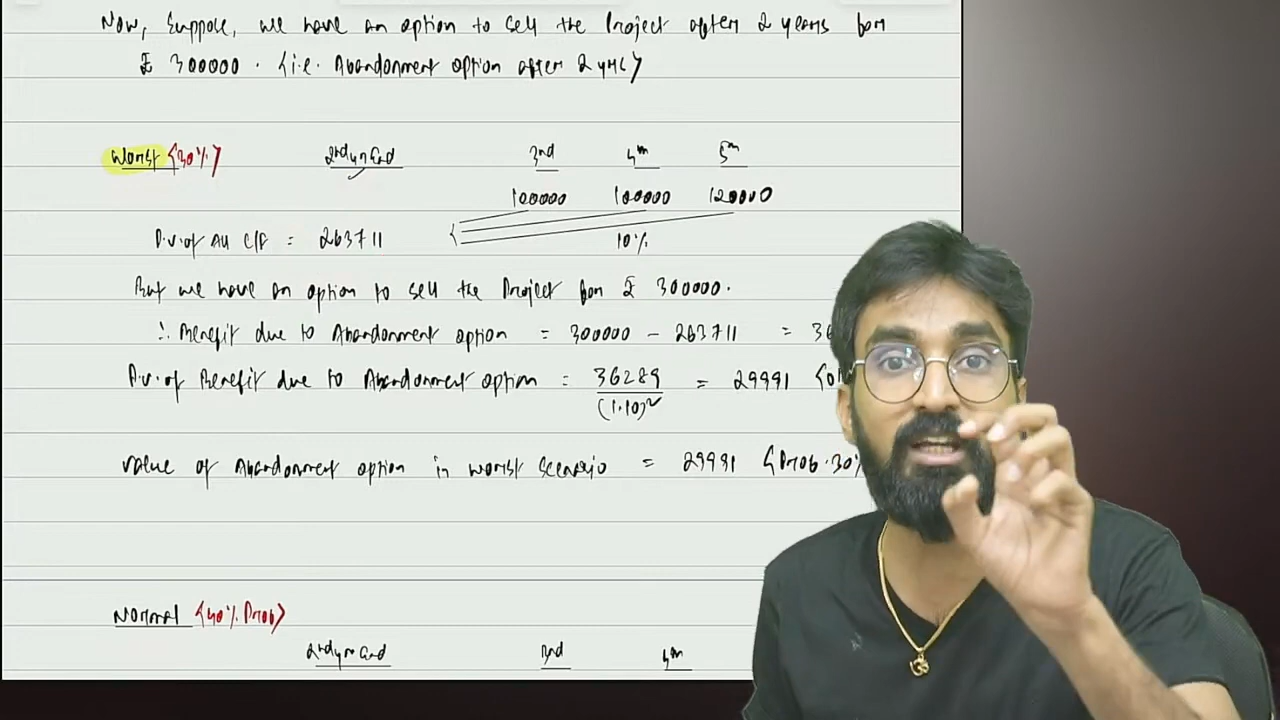 Now, Suppose, we have an option to sell the Project after 2 years for
₤ 300000. {i.e. Abandonment option after 2 yrs}
Worst {30%} 2nd yr End 3rd 4th 5th
100000 100000 120000
P.v. of All C/F = 263711 10%
But we have an option to sell the Project for ₤ 300000.
∴ Benefit due to Abandonment option = 300000 - 263711 = 36
P.v. of Benefit due to Abandonment option = 36289 / (1.10)² = 29991
Value of Abandonment option in worst scenario = 29991 {Prob. 30%
Normal {40% Prob}
2nd yr End 3rd 4th